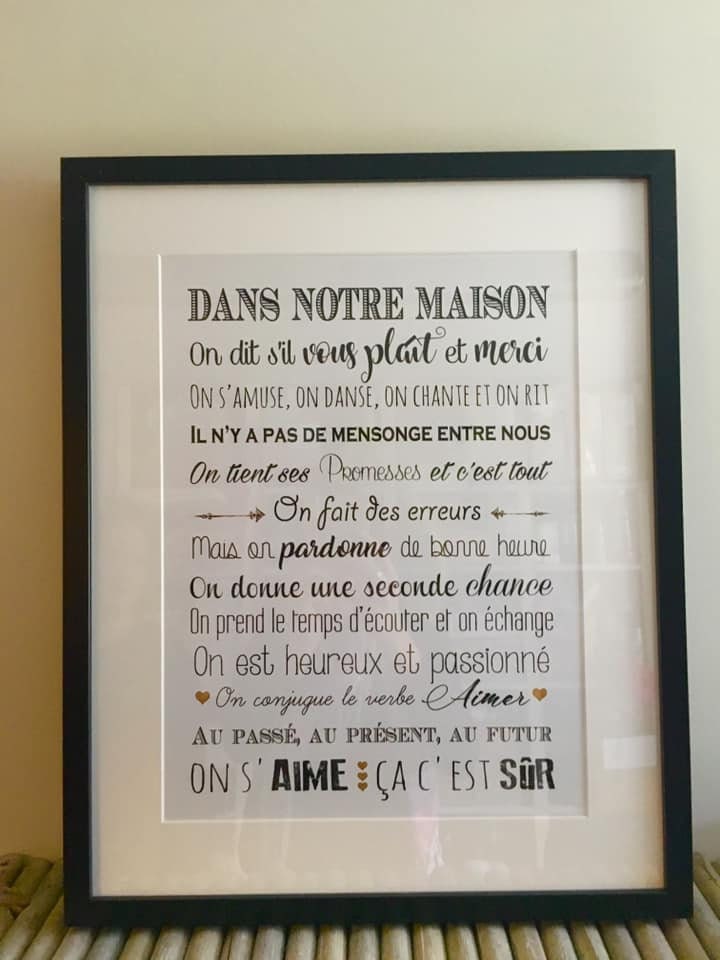 DANS NOTRE MAISON
On dit s'il vous plaît et merci
ON S'AMUSE, ON DANSE, ON CHANTE ET ON RIT
IL N'Y A PAS DE MENSONGE ENTRE NOUS
On tient ses Promesses et c'est tout
On fait des erreurs
Mais on pardonne de bonne heure
On donne une seconde chance
On prend le temps d'écouter et on échange
On est heureux et passionné
On conjugue le verbe Aimer
AU PASSÉ, AU PRÉSENT, AU FUTUR
ON S'AIME ÇA C'EST SÛR